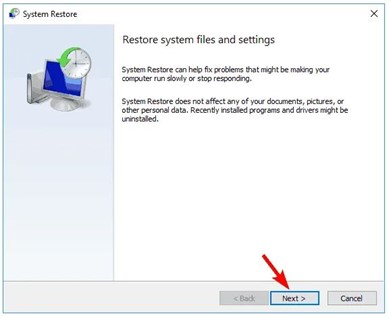 System Restore
Restore system files and settings
System Restore can help fix problems that might be making your
computer run slowly or stop responding.
System Restore does not affect any of your documents, pictures, or
other personal data. Recently installed programs and drivers might be
uninstalled.
< Back
Next >
Cancel